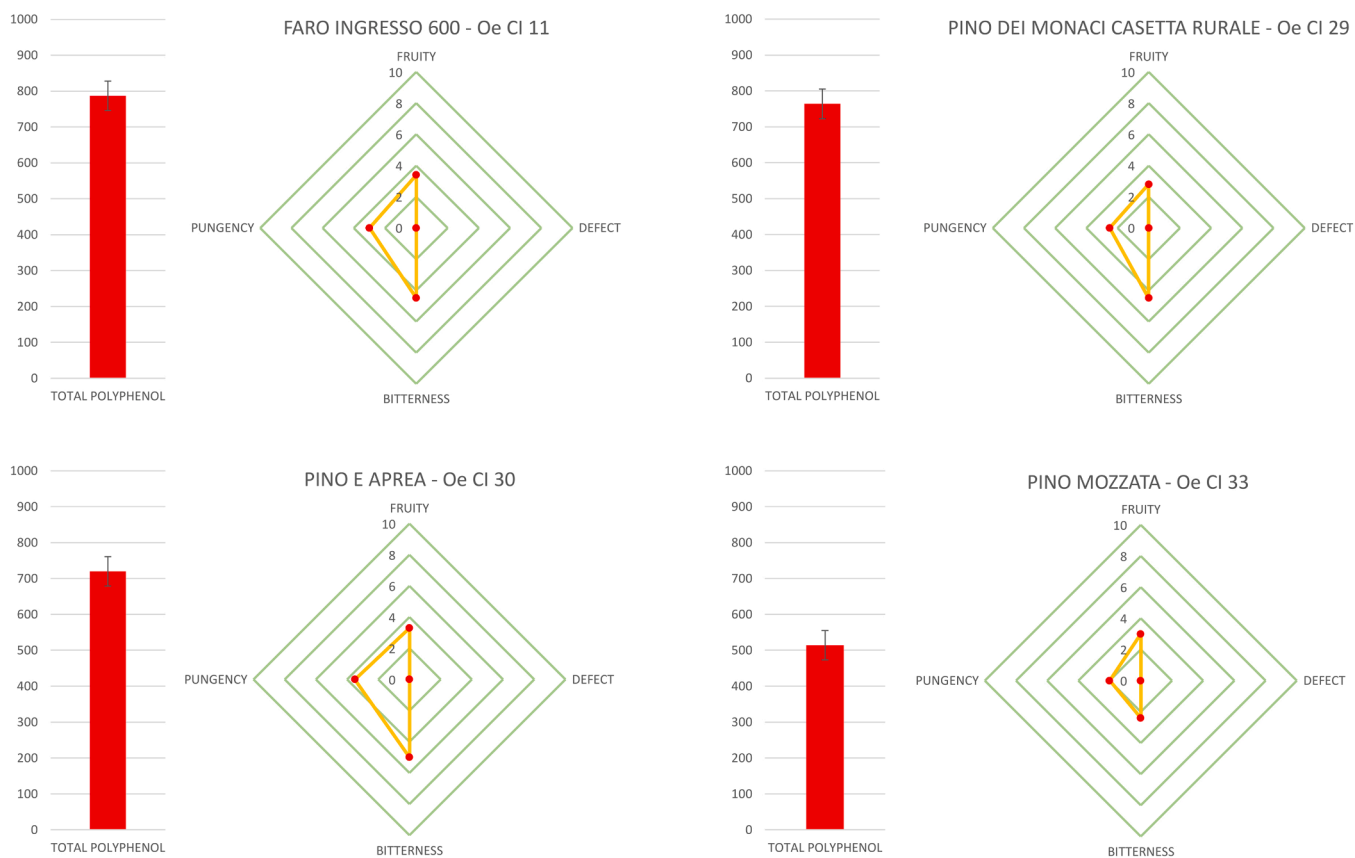 FARO INGRESSO 600 - Oe CI 11
1000
900
800
700
600
500
400
300
200
100
0
TOTAL POLYPHENOL
FRUITY
10
8
6
4
2
0
PUNGENCY
DEFECT
BITTERNESS
PINO DEI MONACI CASETTA RURALE - Oe CI 29
1000
900
800
700
600
500
400
300
200
100
0
TOTAL POLYPHENOL
FRUITY
10
8
6
4
2
0
PUNGENCY
DEFECT
BITTERNESS
PINO E APREA - Oe CI 30
1000
900
800
700
600
500
400
300
200
100
0
TOTAL POLYPHENOL
FRUITY
10
8
6
4
2
0
PUNGENCY
DEFECT
BITTERNESS
PINO MOZZATA - Oe CI 33
1000
900
800
700
600
500
400
300
200
100
0
TOTAL POLYPHENOL
FRUITY
10
8
6
4
2
0
PUNGENCY
DEFECT
BITTERNESS